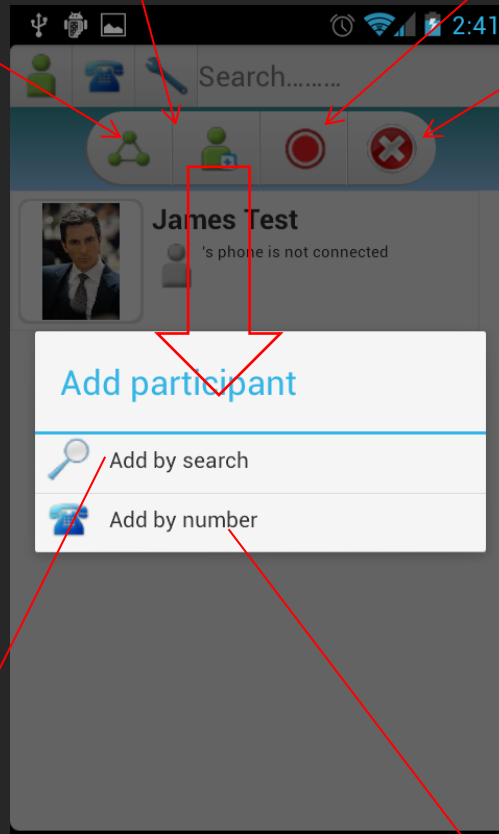 2:41
Search.........
James Test
's phone is not connected
Add participant
Add by search
Add by number